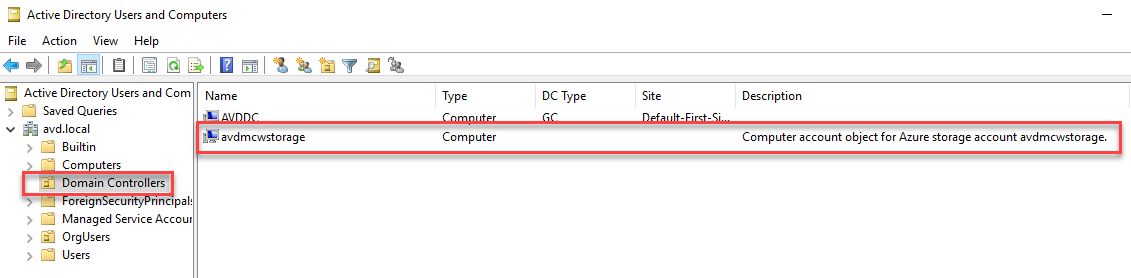 Active Directory Users and Computers
File Action View Help
Active Directory Users and Com
Saved Queries
avd.local
Builtin
Computers
Domain Controllers
ForeignSecurityPrincipals
Managed Service Accour
OrgUsers
Users
Name Type DC Type Site Description
AVDDC Computer GC Default-First-Si...
avdmcwstorage Computer Computer account object for Azure storage account avdmcwstorage.